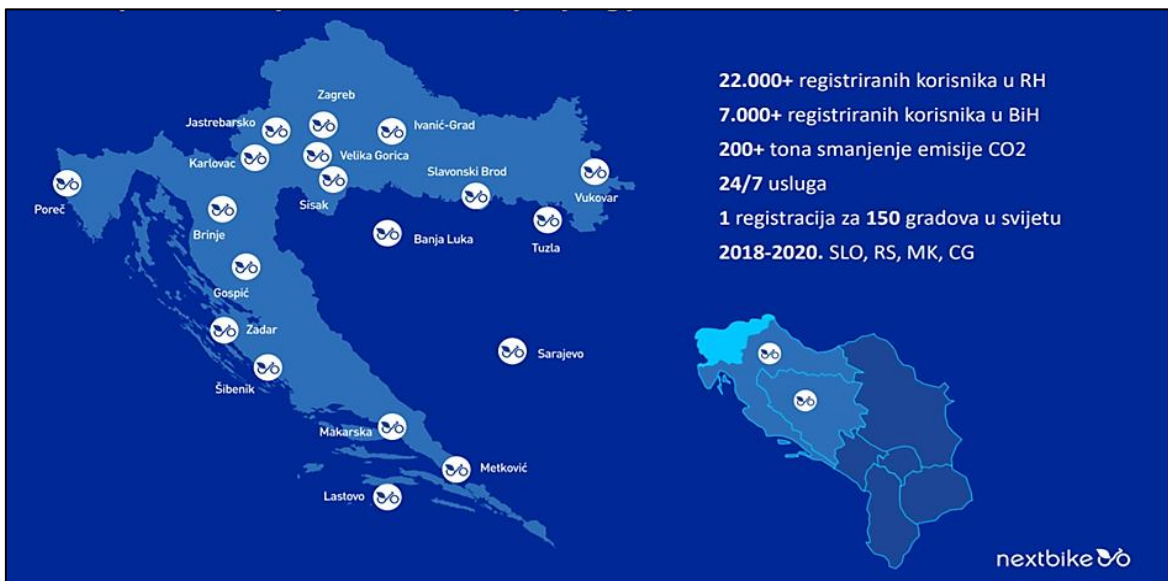 Zagreb
Jastrebarsko
Ivanić-Grad
Karlovac
Velika Gorica
Slavonski Brod
Poreč
Sisak
Vukovar
Brinje
Banja Luka
Tuzla
Gospić
Zadar
Sarajevo
Šibenik
Makarska
Metković
Lastovo
22.000+ registriranih korisnika u RH
7.000+ registriranih korisnika u BiH
200+ tona smanjenje emisije CO2
24/7 usluga
1 registracija za 150 gradova u svijetu
2018-2020. SLO, RS, MK, CG
nextbike